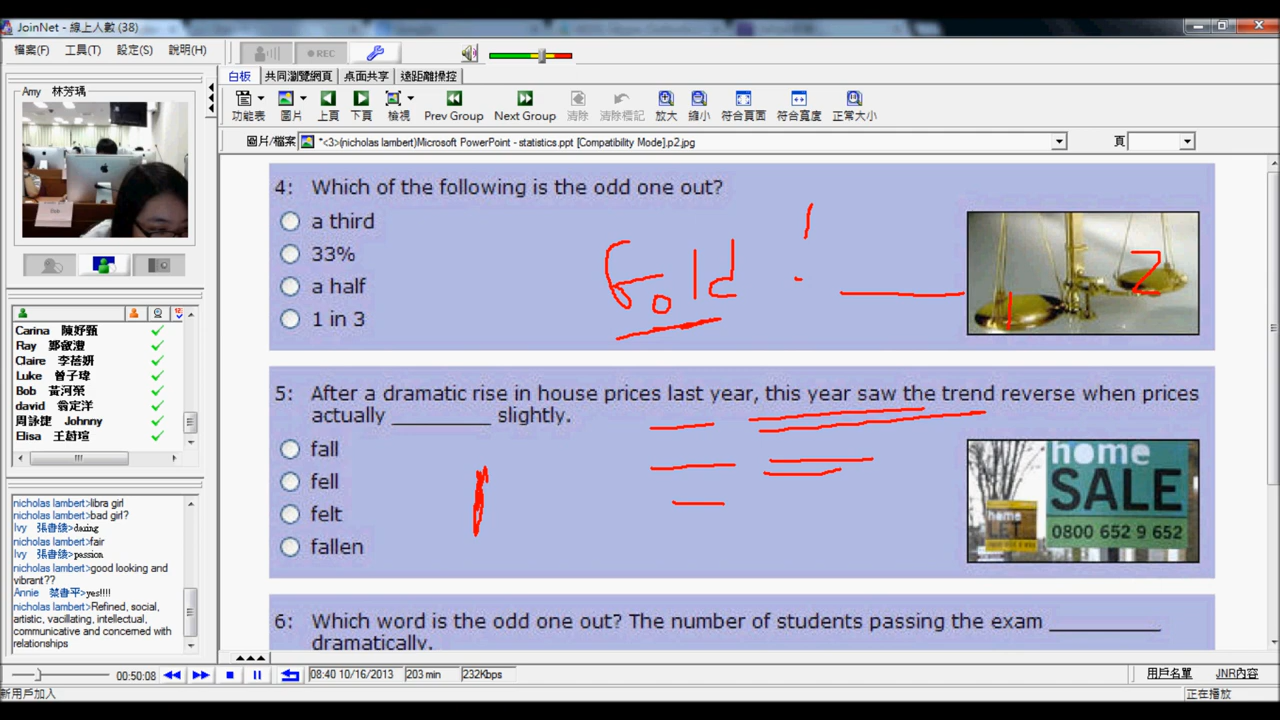 JoinNet - 線上人數 (38)
檔案(F) 工具(T) 設定(S) 說明(H)
REC
Amy 林芳瑀
白板 共同瀏覽網頁 桌面共享 遠距離操控
功能表 圖片 上頁 下頁 檢視 Prev Group Next Group 清除 清除標記 放大 縮小 符合頁面 符合寬度 正常大小
圖片/檔案 *<3>(nicholas lambert)Microsoft PowerPoint - statistics.ppt [Compatibility Mode].p2.jpg 頁
4: Which of the following is the odd one out?
a third
33%
a half
1 in 3
fold
1
2
5: After a dramatic rise in house prices last year, this year saw the trend reverse when prices
actually _________ slightly.
fall
fell
felt
fallen
home
SALE
0800 652 9 652
home
LET
6: Which word is the odd one out? The number of students passing the exam __________
dramatically.
Carina 陳妤甄
Ray 鄭叡瀠
Claire 李荃妍
Luke 曾子瑋
Bob 黃河榮
david 翁定洋
周詠捷 Johnny
Elisa 王蒔瑄
nicholas lambert>libra girl
nicholas lambert>bad girl?
Ivy 張書綾>daring
nicholas lambert>fair
Ivy 張書綾>passion
nicholas lambert>good looking and
vibrant??
Annie 蔡書平>yes!!!!
nicholas lambert>Refined, social,
artistic, vacillating, intellectual,
communicative and concerned with
relationships
00:50:08
08:40 10/16/2013 203 min 232Kbps
用戶名單 JNR內容
新用戶加入
正在播放